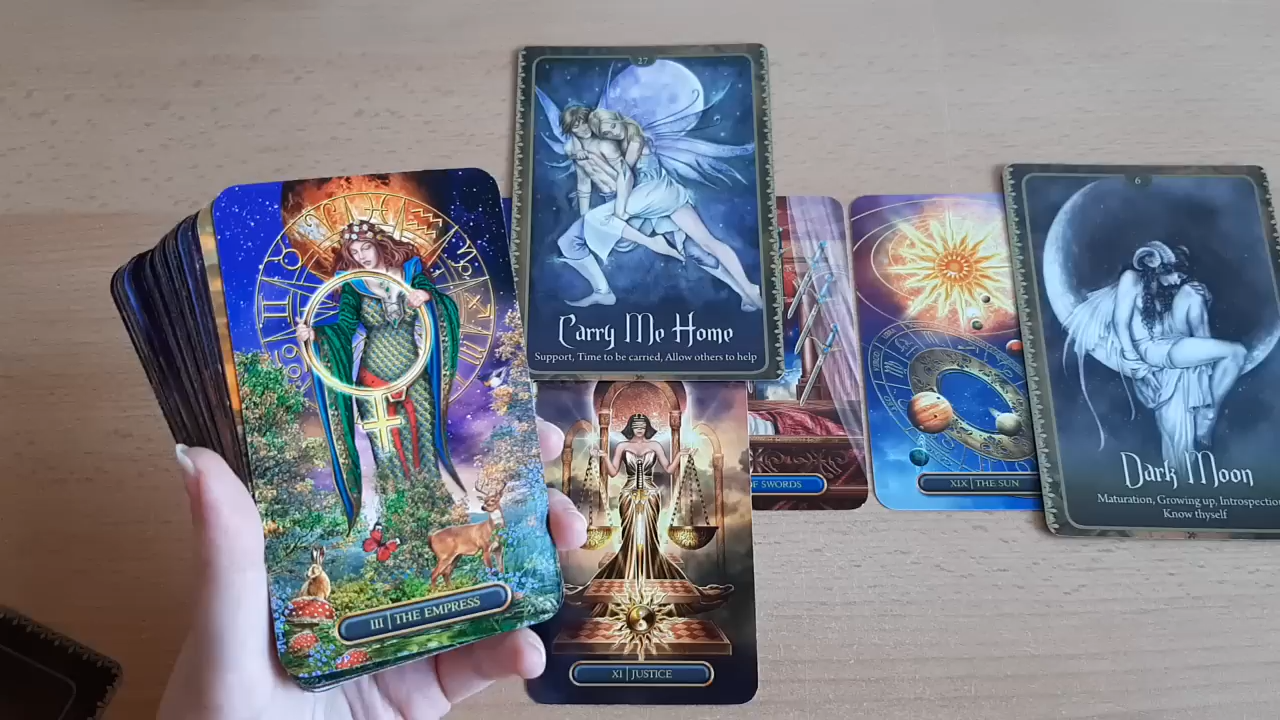 27
Carry Me Home
Support, Time to be carried, Allow others to help
III | THE EMPRESS
XI | JUSTICE
OF SWORDS
XIX | THE SUN
6
Dark Moon
Maturation, Growing up, Introspection
Know thyself